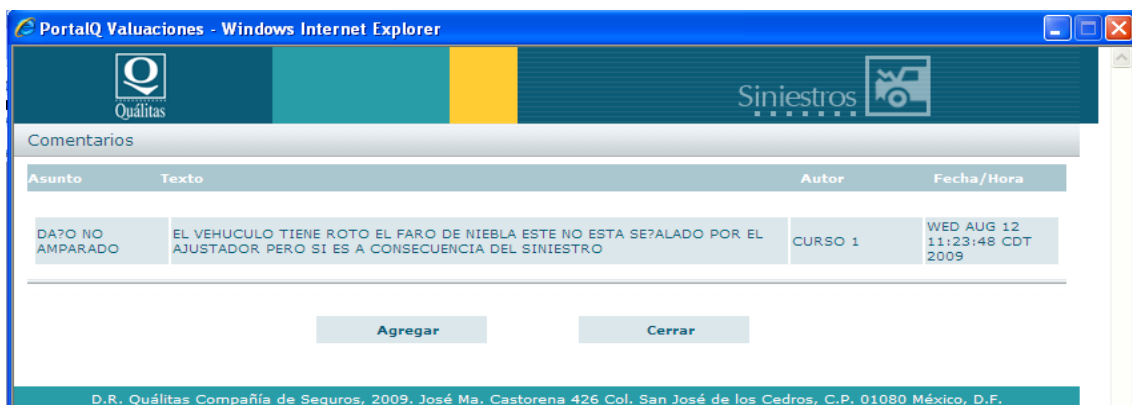 PortalQ Valuaciones - Windows Internet Explorer
Q
Quálitas
Siniestros
Comentarios
Asunto Texto Autor Fecha/Hora
DA?O NO
AMPARADO
EL VEHUCULO TIENE ROTO EL FARO DE NIEBLA ESTE NO ESTA SE?ALADO POR EL
AJUSTADOR PERO SI ES A CONSECUENCIA DEL SINIESTRO
CURSO 1
WED AUG 12
11:23:48 CDT
2009
Agregar Cerrar
D.R. Quálitas Compañía de Seguros, 2009. José Ma. Castorena 426 Col. San José de los Cedros, C.P. 01080 México, D.F.